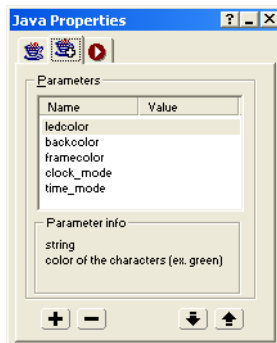 Java Properties
Parameters
Name Value
ledcolor
backcolor
framecolor
clock_mode
time_mode
Parameter info
string
color of the characters (ex. green)